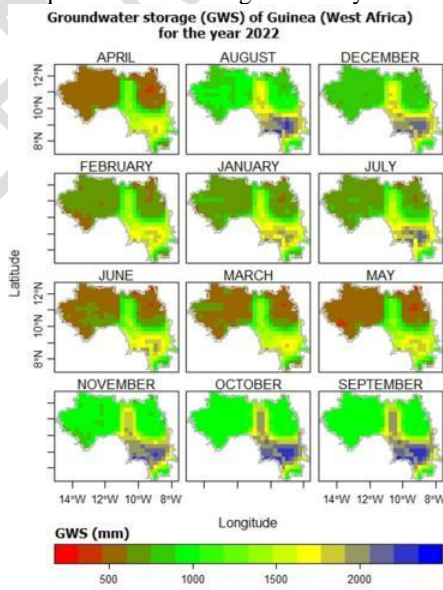 Groundwater storage (GWS) of Guinea (West Africa)
for the year 2022
APRIL AUGUST DECEMBER
12°N
10°N
8°N
FEBRUARY JANUARY JULY
Latitude
JUNE MARCH MAY
12°N
10°N
8°N
NOVEMBER OCTOBER SEPTEMBER
14°W 12°W 10°W 8°W 14°W 12°W 10°W 8°W
Longitude
GWS (mm)
500 1000 1500 2000